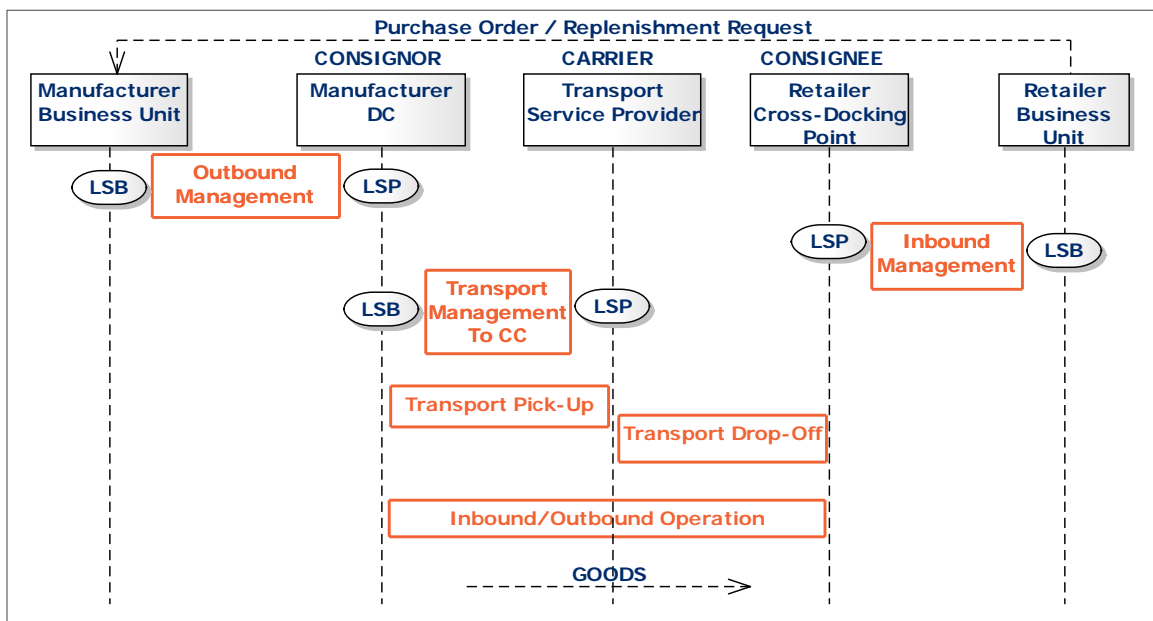 Purchase Order / Replenishment Request
CONSIGNOR
CARRIER
CONSIGNEE
Manufacturer
Business Unit
Manufacturer
DC
Transport
Service Provider
Retailer
Cross-Docking
Point
Retailer
Business
Unit
LSB
Outbound
Management
LSP
LSP
Inbound
Management
LSB
LSB
Transport
Management
To CC
LSP
Transport Pick-Up
Transport Drop-Off
Inbound/Outbound Operation
GOODS